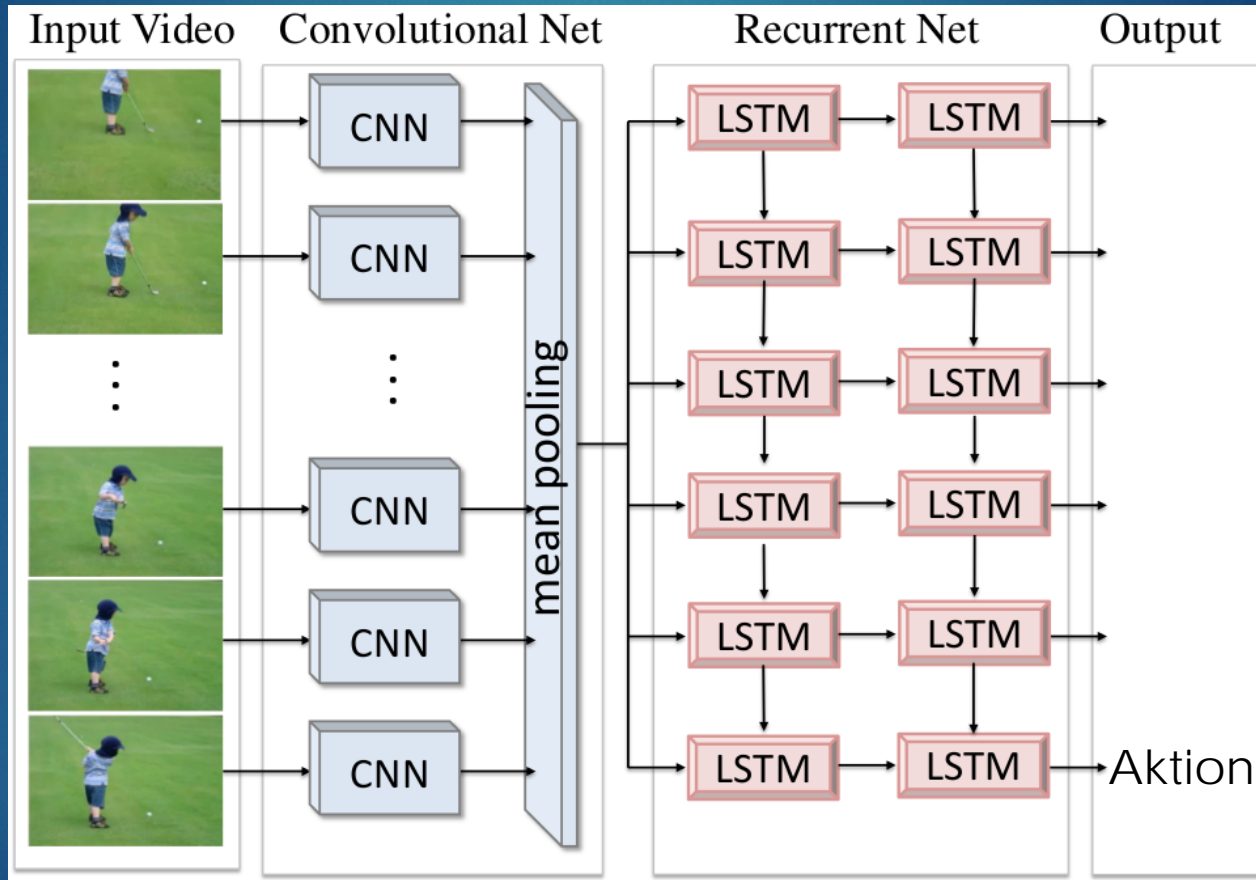 Input Video Convolutional Net Recurrent Net Output
CNN LSTM LSTM
CNN LSTM LSTM
LSTM LSTM
mean pooling
CNN LSTM LSTM
CNN LSTM LSTM
CNN LSTM LSTM Aktion